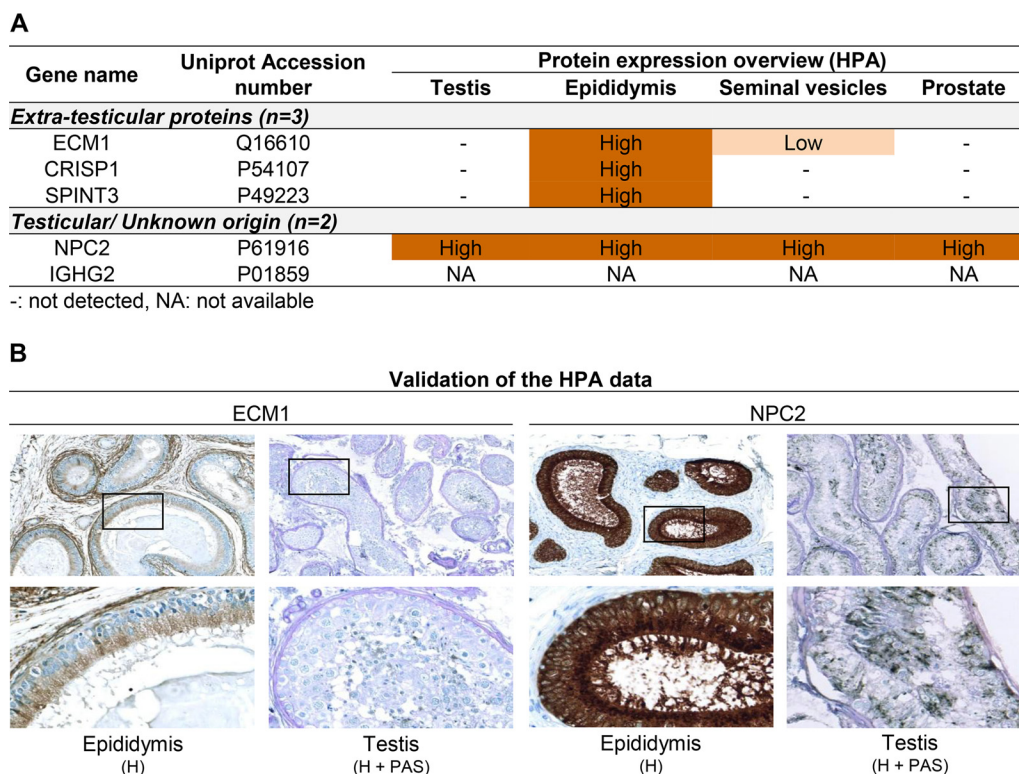 A
Gene name Uniprot Accession number Protein expression overview (HPA)
Testis Epididymis Seminal vesicles Prostate
Extra-testicular proteins (n=3)
ECM1 Q16610 - High Low -
CRISP1 P54107 - High - -
SPINT3 P49223 - High - -
Testicular/ Unknown origin (n=2)
NPC2 P61916 High High High High
IGHG2 P01859 NA NA NA NA
-: not detected, NA: not available
B
Validation of the HPA data
ECM1 NPC2
Epididymis Testis Epididymis Testis
(H) (H + PAS) (H) (H + PAS)